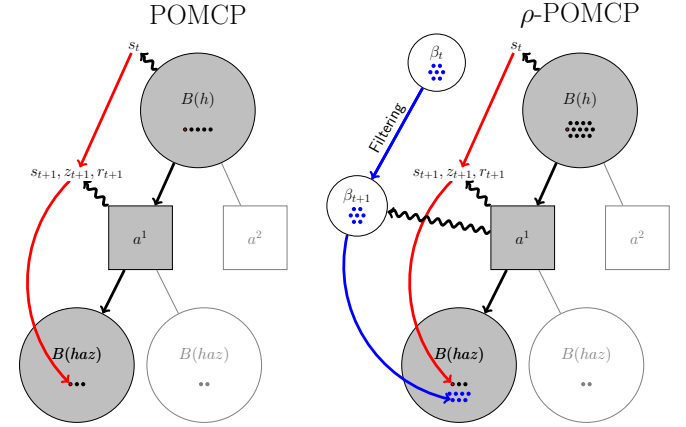 POMCP
s_t
B(h)
s_{t+1}, z_{t+1}, r_{t+1}
a^1
a^2
B(haz)
B(haz)
ρ-POMCP
β_t
s_t
B(h)
Filtering
s_{t+1}, z_{t+1}, r_{t+1}
β_{t+1}
a^1
a^2
B(haz)
B(haz)